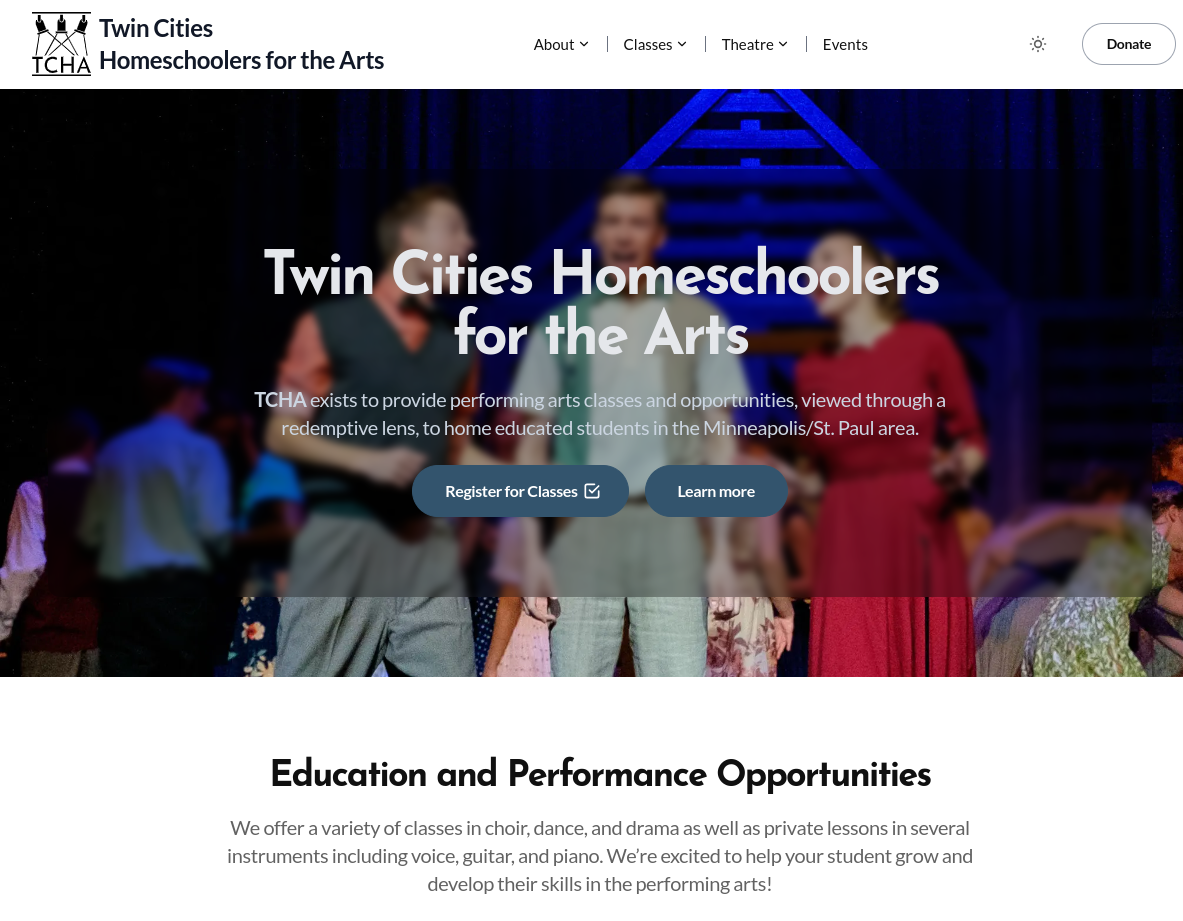 TCHA
Twin Cities
Homeschoolers for the Arts
About
Classes
Theatre
Events
Donate
Twin Cities Homeschoolers
for the Arts
TCHA exists to provide performing arts classes and opportunities, viewed through a
redemptive lens, to home educated students in the Minneapolis/St. Paul area.
Register for Classes
Learn more
Education and Performance Opportunities
We offer a variety of classes in choir, dance, and drama as well as private lessons in several
instruments including voice, guitar, and piano. We’re excited to help your student grow and
develop their skills in the performing arts!